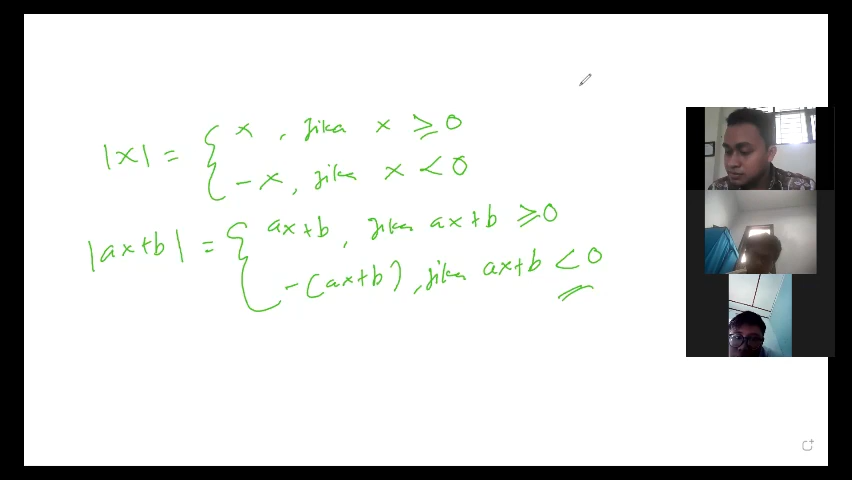 |x| = { x , jika x ≥ 0
-x, jika x < 0
|ax+b| = { ax+b , jika ax+b ≥ 0
-(ax+b) , jika ax+b < 0